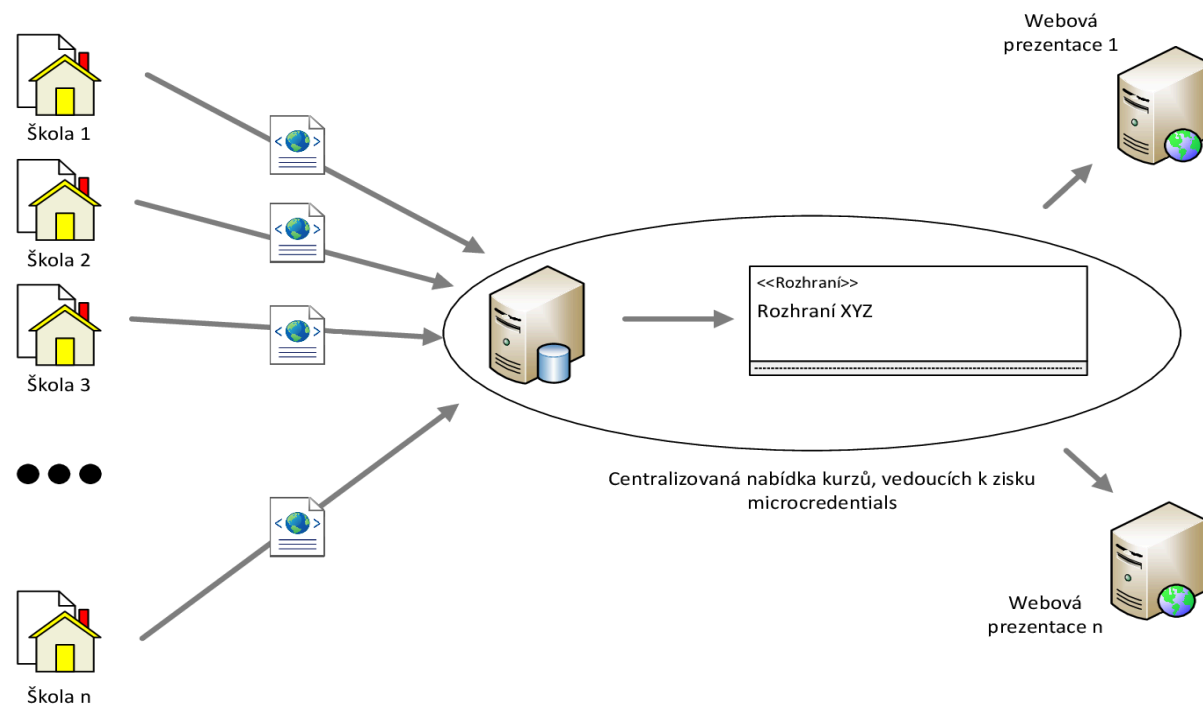 Škola 1
Škola 2
Škola 3
Škola n
<<Rozhraní>>
Rozhraní XYZ
Centralizovaná nabídka kurzů, vedoucích k zisku
microcredentials
Webová
prezentace 1
Webová
prezentace n